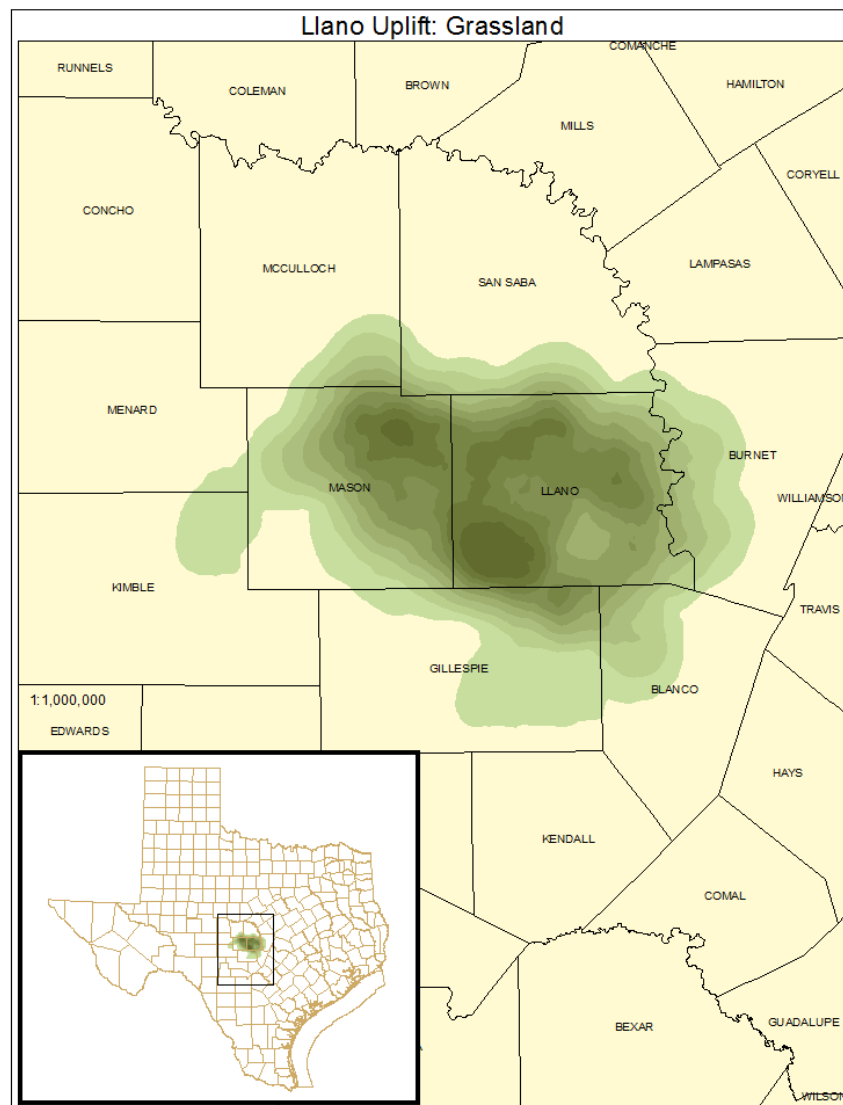 Llano Uplift: Grassland
COMANCHE
RUNNELS
COLEMAN
BROWN
HAMILTON
MILLS
CORYELL
CONCHO
MCCULLOCH
SAN SABA
LAMPASAS
MENARD
BURNET
MASON
LLANO
WILLIAMSON
KIMBLE
TRAVIS
GILLESPIE
BLANCO
1:1,000,000
EDWARDS
HAYS
KENDALL
COMAL
GUADALUPE
BEXAR
WILSON